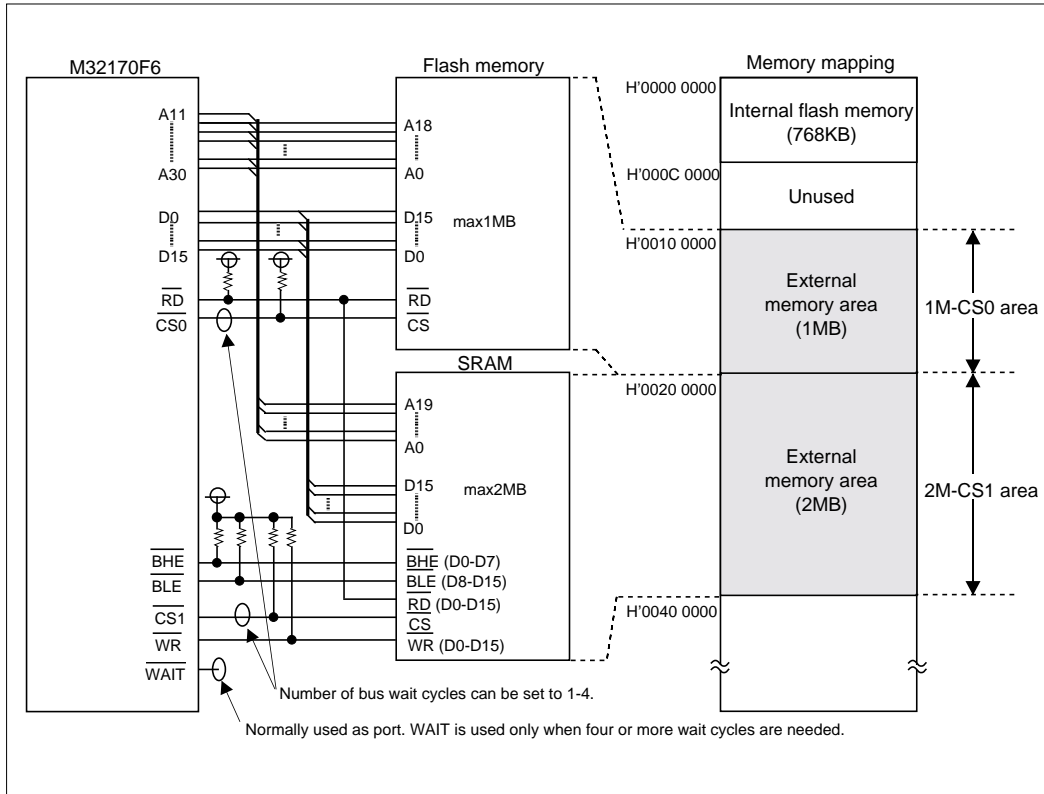 M32170F6
A11
A30
D0
D15
RD
CS0
BHE
BLE
CS1
WR
WAIT
Flash memory
A18
A0
D15
max1MB
D0
RD
CS
SRAM
A19
A0
D15
max2MB
D0
BHE (D0-D7)
BLE (D8-D15)
RD (D0-D15)
CS
WR (D0-D15)
Number of bus wait cycles can be set to 1-4.
Normally used as port. WAIT is used only when four or more wait cycles are needed.
Memory mapping
H'0000 0000
Internal flash memory
(768KB)
H'000C 0000
Unused
H'0010 0000
External
memory area
(1MB)
1M-CS0 area
H'0020 0000
External
memory area
(2MB)
2M-CS1 area
H'0040 0000